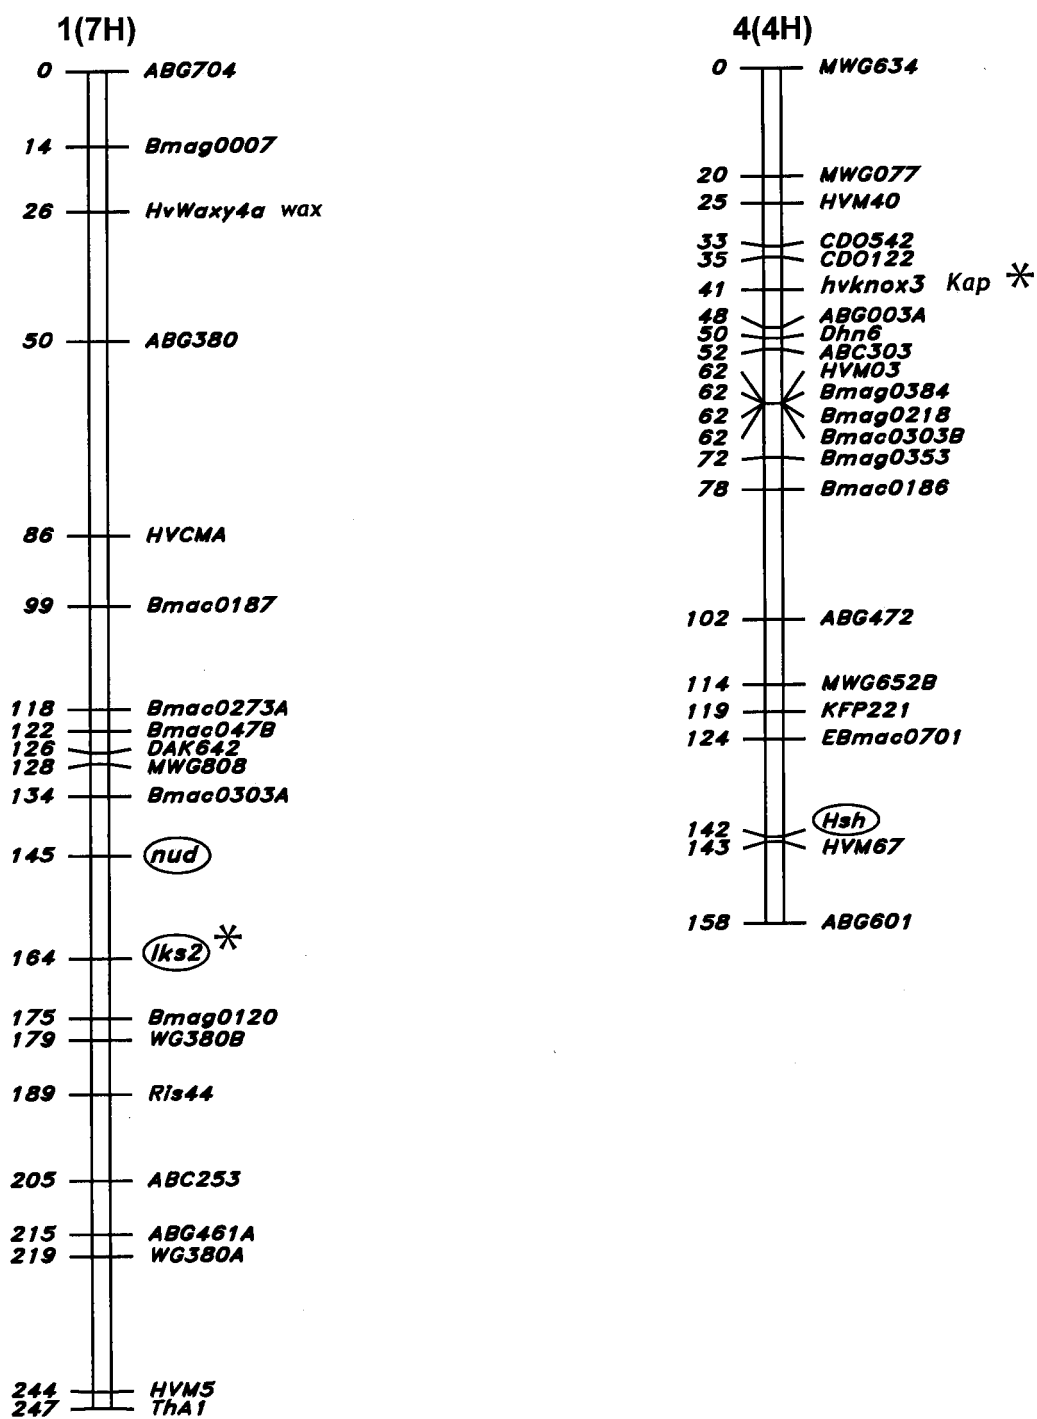 1(7H)
0 ABG704
14 Bmag0007
26 HvWaxy4a wax
50 ABG380
86 HVCMA
99 Bmac0187
118 Bmac0273A
122 Bmac047B
126 DAK642
128 MWG808
134 Bmac0303A
145 nud
164 lks2 *
175 Bmag0120
179 WG380B
189 Ris44
205 ABC253
215 ABG461A
219 WG380A
244 HVM5
247 ThA1
4(4H)
0 MWG634
20 MWG077
25 HVM40
33 CDO542
35 CDO122
41 hvknox3 Kap *
48 ABG003A
50 Dhn6
52 ABC303
62 HVM03
62 Bmag0384
62 Bmag0218
62 Bmac0303B
72 Bmag0353
78 Bmac0186
102 ABG472
114 MWG652B
119 KFP221
124 EBmac0701
142 Hsh
143 HVM67
158 ABG601